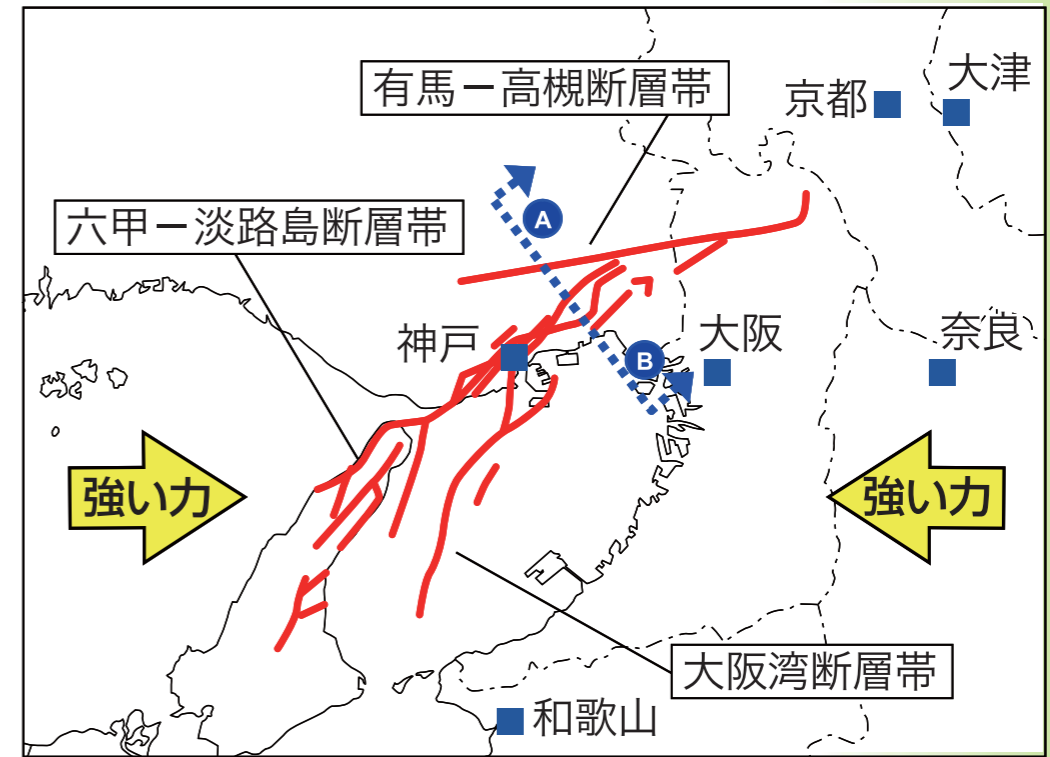 有馬ー高槻断層帯
大津
京都
A
六甲ー淡路島断層帯
神戸
大阪
奈良
B
強い力
強い力
大阪湾断層帯
和歌山